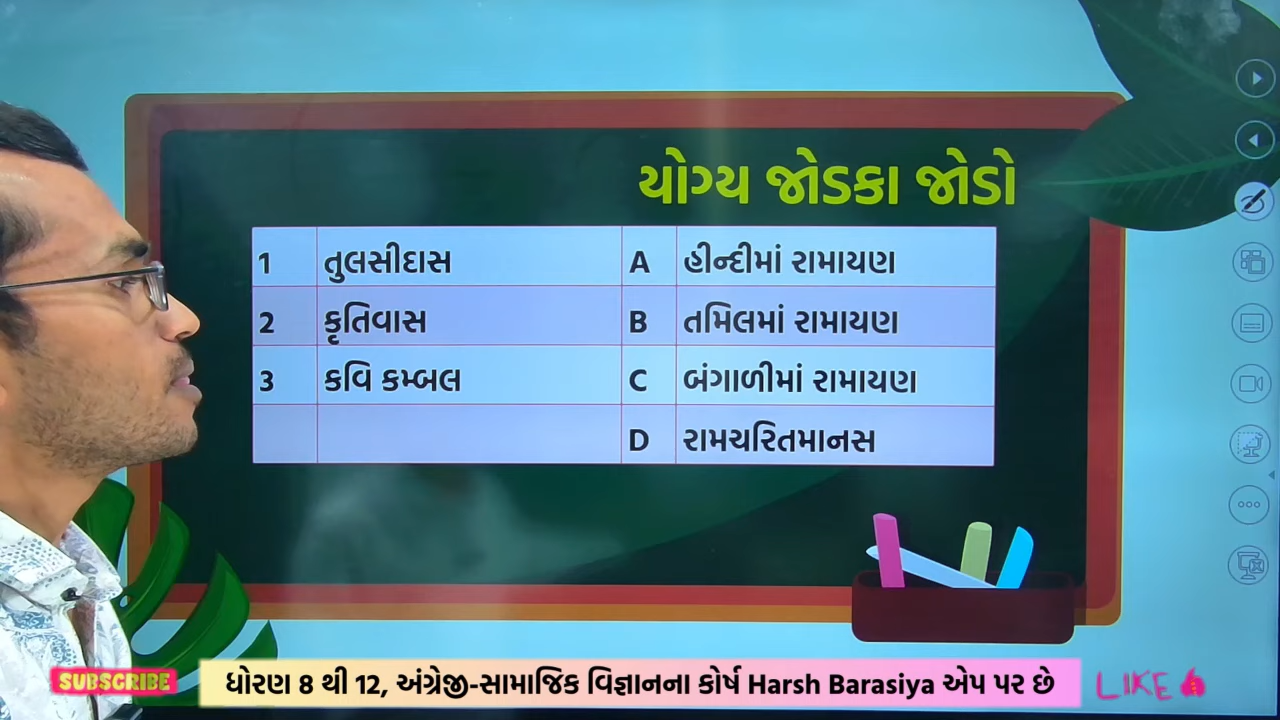 યોગ્ય જોડકા જોડો
1 તુલસીદાસ A હીન્દીમાં રામાયણ
2 કૃતિવાસ B તમિલમાં રામાયણ
3 કવિ કમ્બલ C બંગાળીમાં રામાયણ
D રામચરિતમાનસ
SUBSCRIBE ધોરણ 8 થી 12, અંગ્રેજી-સામાજિક વિજ્ઞાનના કોર્ષ Harsh Barasiya એપ પર છે LIKE